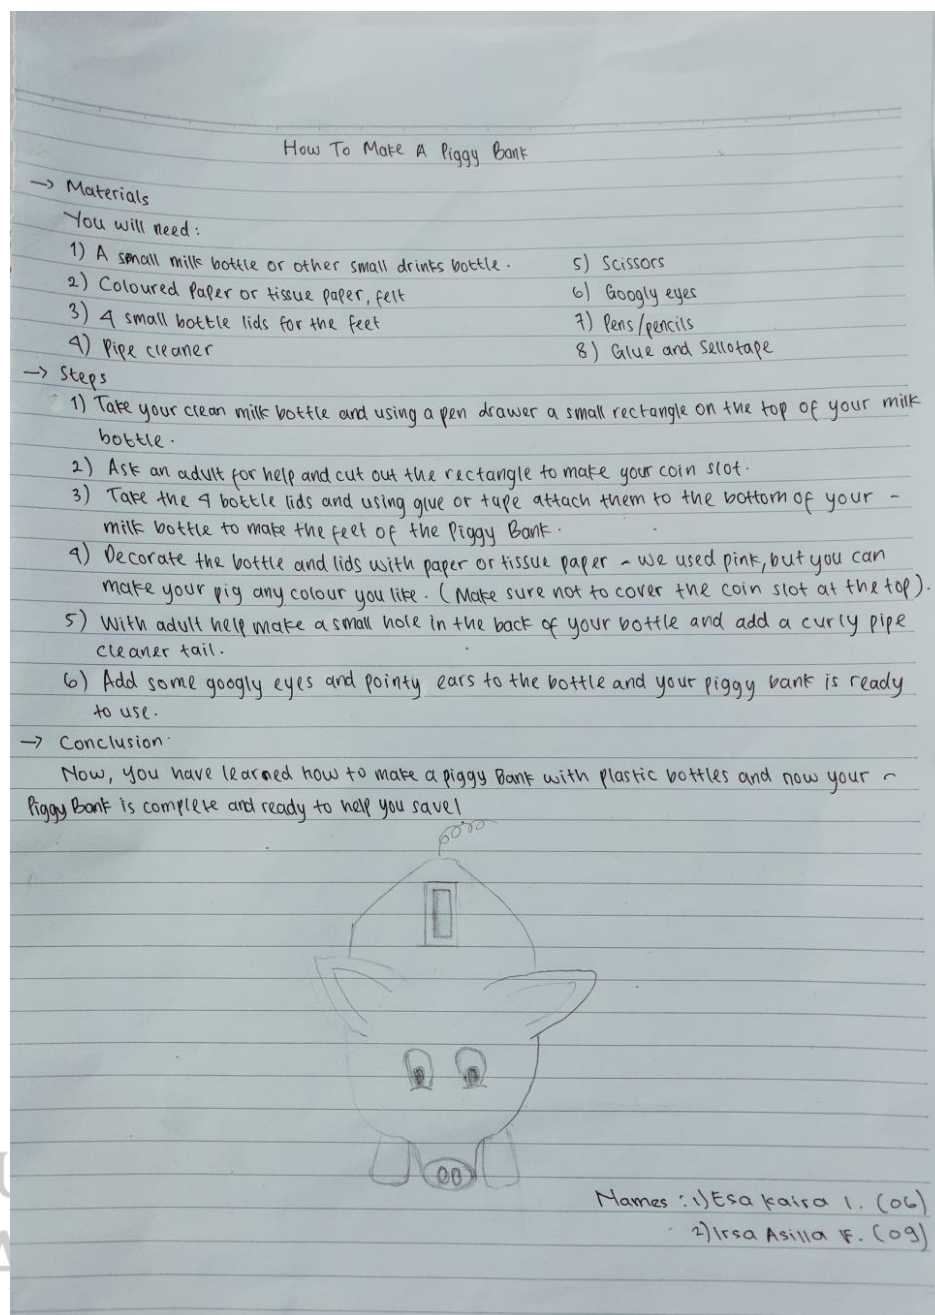 How To Make A Piggy Bank
→ Materials
You will need :
1) A small milk bottle or other small drinks bottle.
2) Coloured Paper or tissue paper, felt
3) 4 small bottle lids for the feet
4) Pipe cleaner
5) Scissors
6) Googly eyes
7) Pens/pencils
8) Glue and Sellotape
→ Steps
1) Take your clean milk bottle and using a pen drawer a small rectangle on the top of your milk
bottle.
2) Ask an adult for help and cut out the rectangle to make your coin slot.
3) Take the 4 bottle lids and using glue or tape attach them to the bottom of your -
milk bottle to make the feet of the Piggy Bank.
4) Decorate the bottle and lids with paper or tissue paper - we used pink, but you can
make your pig any colour you like. (Make sure not to cover the coin slot at the top).
5) With adult help make a small hole in the back of your bottle and add a curly pipe
cleaner tail.
6) Add some googly eyes and pointy ears to the bottle and your piggy bank is ready
to use.
→ Conclusion.
Now, you have learned how to make a piggy Bank with plastic bottles and now your -
Piggy Bank is complete and ready to help you save!
Names : 1) Esa Kaira I. (06)
2) Irsa Asilla F. (09)